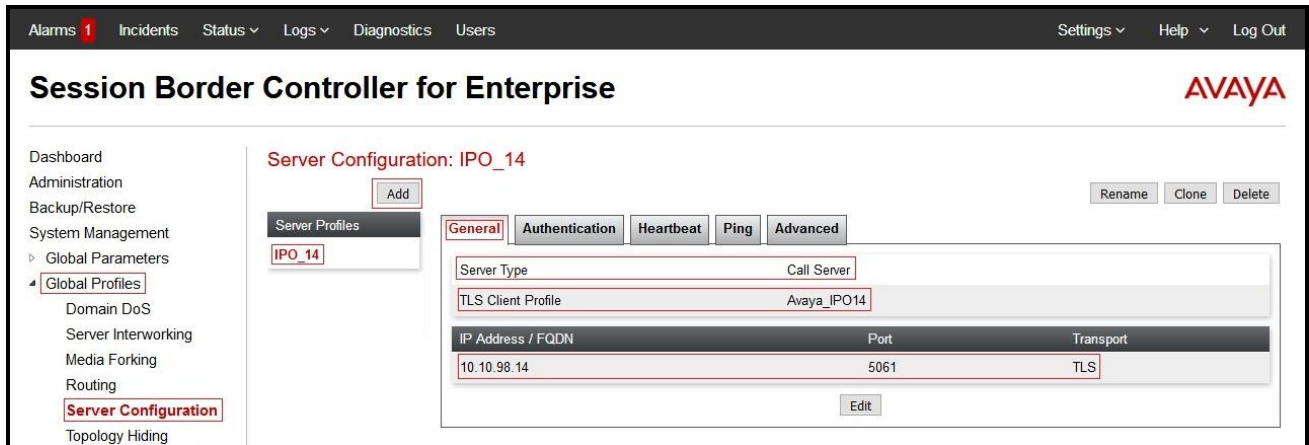 Alarms 1 Incidents Status Logs Diagnostics Users Settings Help Log Out
Session Border Controller for Enterprise
AVAYA
Dashboard
Administration
Backup/Restore
System Management
Global Parameters
Global Profiles
Domain DoS
Server Interworking
Media Forking
Routing
Server Configuration
Topology Hiding
Server Configuration: IPO_14
Add
Rename Clone Delete
Server Profiles
IPO_14
General Authentication Heartbeat Ping Advanced
Server Type Call Server
TLS Client Profile Avaya_IPO14
IP Address / FQDN Port Transport
10.10.98.14 5061 TLS
Edit